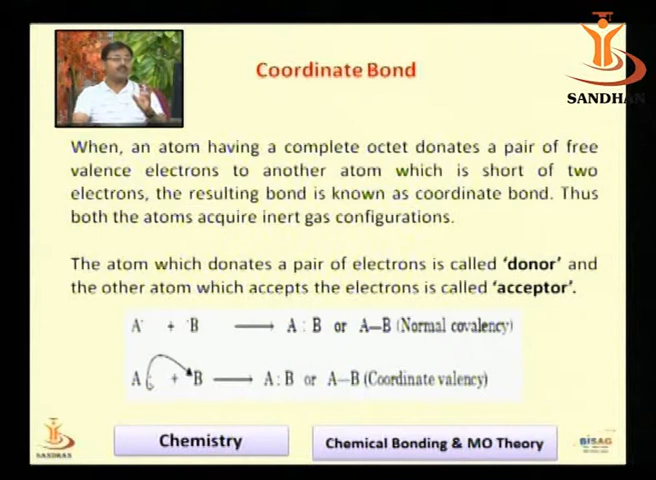 Coordinate Bond
SANDHAN
When, an atom having a complete octet donates a pair of free
valence electrons to another atom which is short of two
electrons, the resulting bond is known as coordinate bond. Thus
both the atoms acquire inert gas configurations.
The atom which donates a pair of electrons is called ‘donor’ and
the other atom which accepts the electrons is called ‘acceptor’.
A· + ·B ⟶ A : B or A—B (Normal covalency)
A: + B ⟶ A : B or A—B (Coordinate valency)
SANDHAN
Chemistry
Chemical Bonding & MO Theory
BISAG